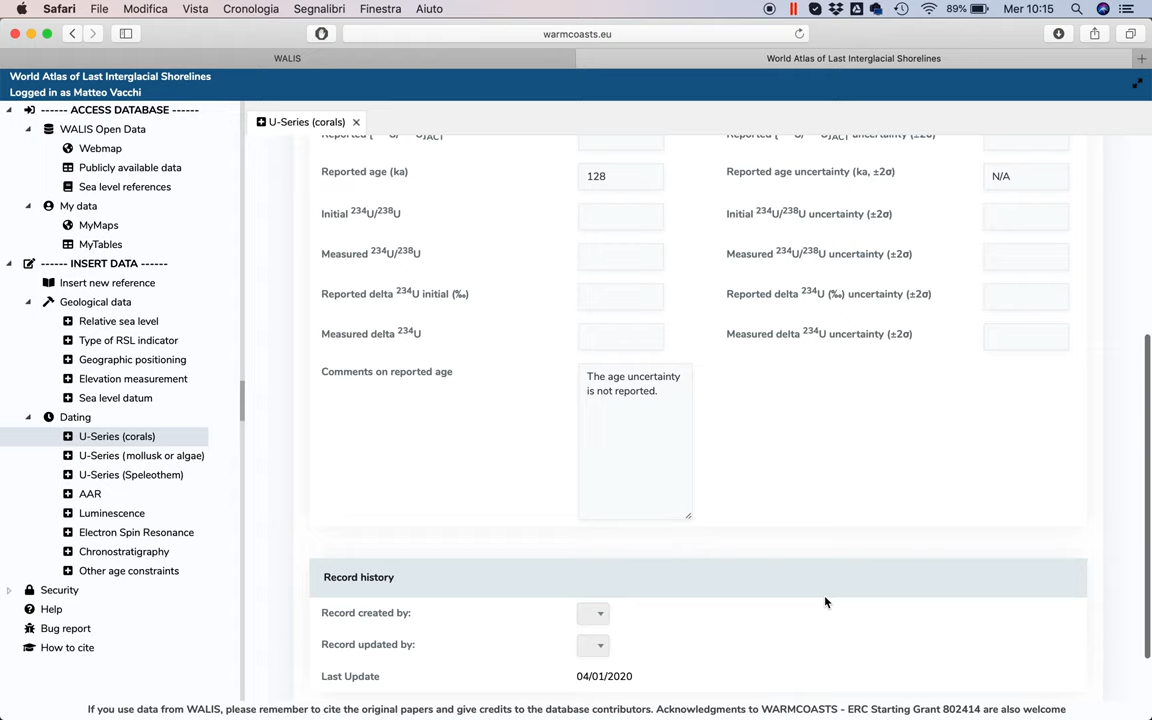 Safari File Modifica Vista Cronologia Segnalibri Finestra Aiuto 89% Mer 10:15
warmcoasts.eu
WALIS World Atlas of Last Interglacial Shorelines
World Atlas of Last Interglacial Shorelines
Logged in as Matteo Vacchi
------ ACCESS DATABASE ------
WALIS Open Data
Webmap
Publicly available data
Sea level references
My data
MyMaps
MyTables
------ INSERT DATA ------
Insert new reference
Geological data
Relative sea level
Type of RSL indicator
Geographic positioning
Elevation measurement
Sea level datum
Dating
U-Series (corals)
U-Series (mollusk or algae)
U-Series (Speleothem)
AAR
Luminescence
Electron Spin Resonance
Chronostratigraphy
Other age constraints
Security
Help
Bug report
How to cite
U-Series (corals)
Reported age (ka) 128 Reported age uncertainty (ka, ±2σ) N/A
Initial 234U/238U Initial 234U/238U uncertainty (±2σ)
Measured 234U/238U Measured 234U/238U uncertainty (±2σ)
Reported delta 234U initial (‰) Reported delta 234U (‰) uncertainty (±2σ)
Measured delta 234U Measured delta 234U uncertainty (±2σ)
Comments on reported age The age uncertainty
is not reported.
Record history
Record created by:
Record updated by:
Last Update 04/01/2020
If you use data from WALIS, please remember to cite the original papers and give credits to the database contributors. Acknowledgments to WARMCOASTS - ERC Starting Grant 802414 are also welcome